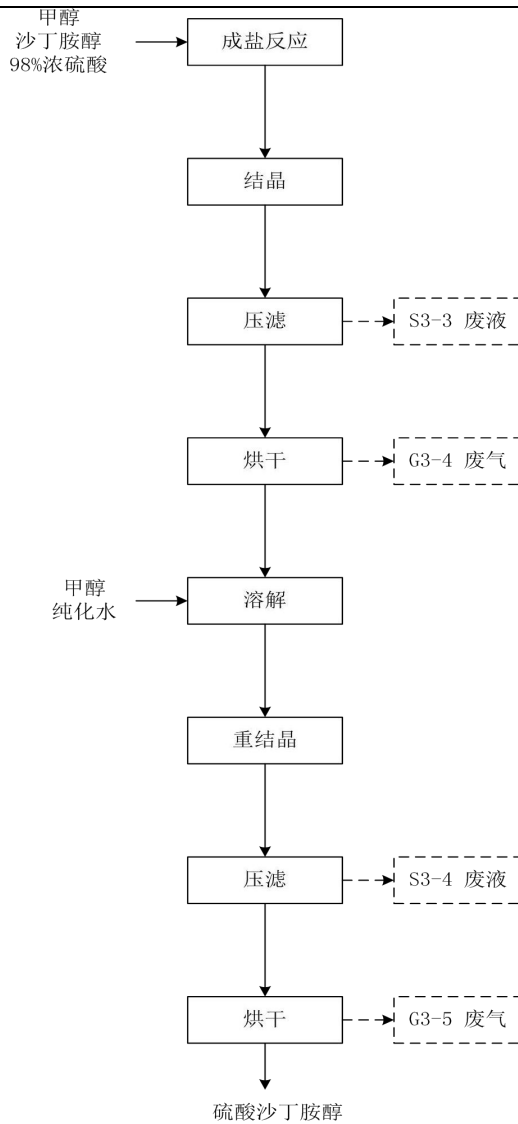 甲醇
沙丁胺醇
98%浓硫酸
成盐反应
结晶
压滤
S3-3 废液
烘干
G3-4 废气
甲醇
纯化水
溶解
重结晶
压滤
S3-4 废液
烘干
G3-5 废气
硫酸沙丁胺醇